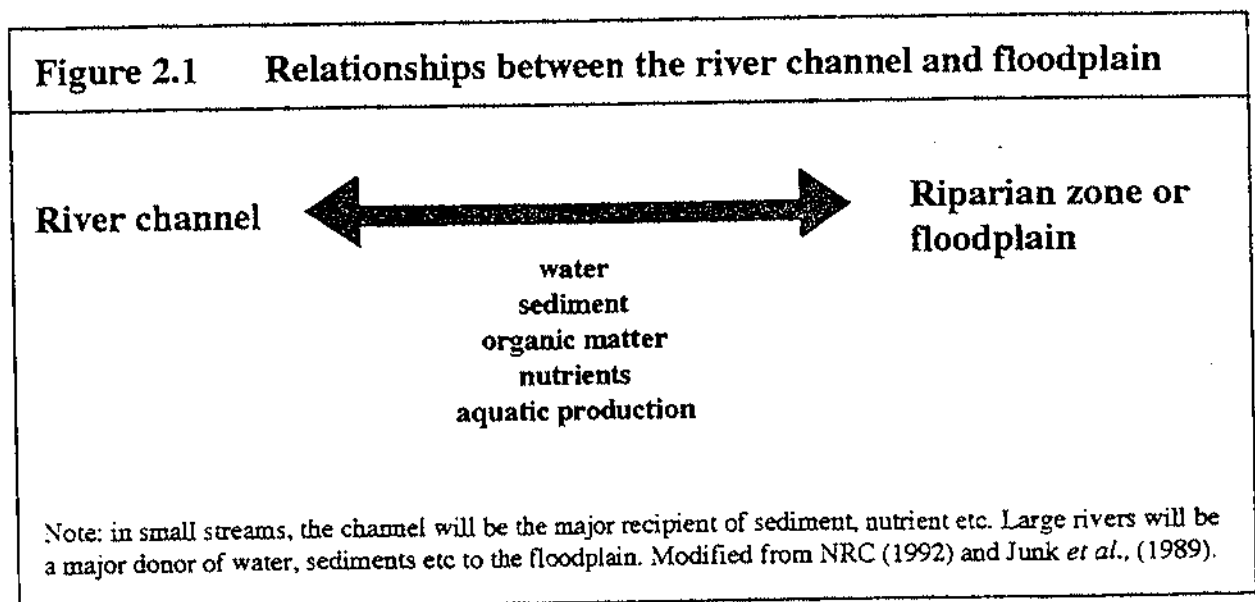 Figure 2.1 Relationships between the river channel and floodplain
River channel
Riparian zone or
floodplain
water
sediment
organic matter
nutrients
aquatic production
Note: in small streams, the channel will be the major recipient of sediment, nutrient etc. Large rivers will be
a major donor of water, sediments etc to the floodplain. Modified from NRC (1992) and Junk et al., (1989).